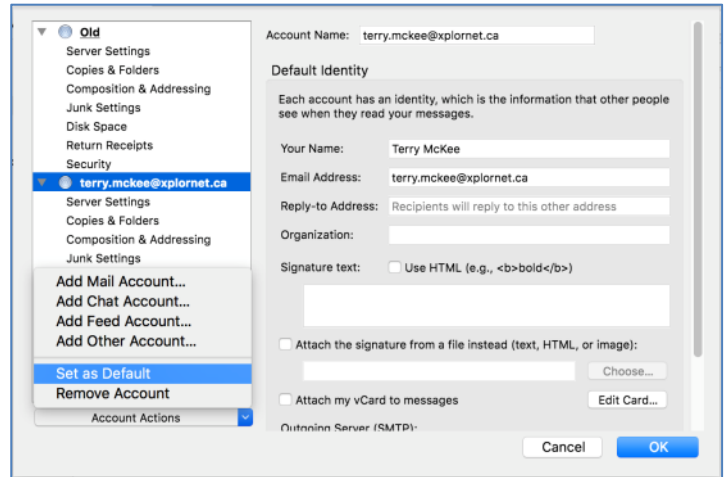 Old
Server Settings
Copies & Folders
Composition & Addressing
Junk Settings
Disk Space
Return Receipts
Security
terry.mckee@xplornet.ca
Server Settings
Copies & Folders
Composition & Addressing
Junk Settings
Add Mail Account...
Add Chat Account...
Add Feed Account...
Add Other Account...
Set as Default
Remove Account
Account Actions
Account Name: terry.mckee@xplornet.ca
Default Identity
Each account has an identity, which is the information that other people
see when they read your messages.
Your Name: Terry McKee
Email Address: terry.mckee@xplornet.ca
Reply-to Address: Recipients will reply to this other address
Organization:
Signature text: Use HTML (e.g., <b>bold</b>)
Attach the signature from a file instead (text, HTML, or image):
Choose...
Attach my vCard to messages Edit Card...
Outgoing Server (SMTP):
Cancel OK